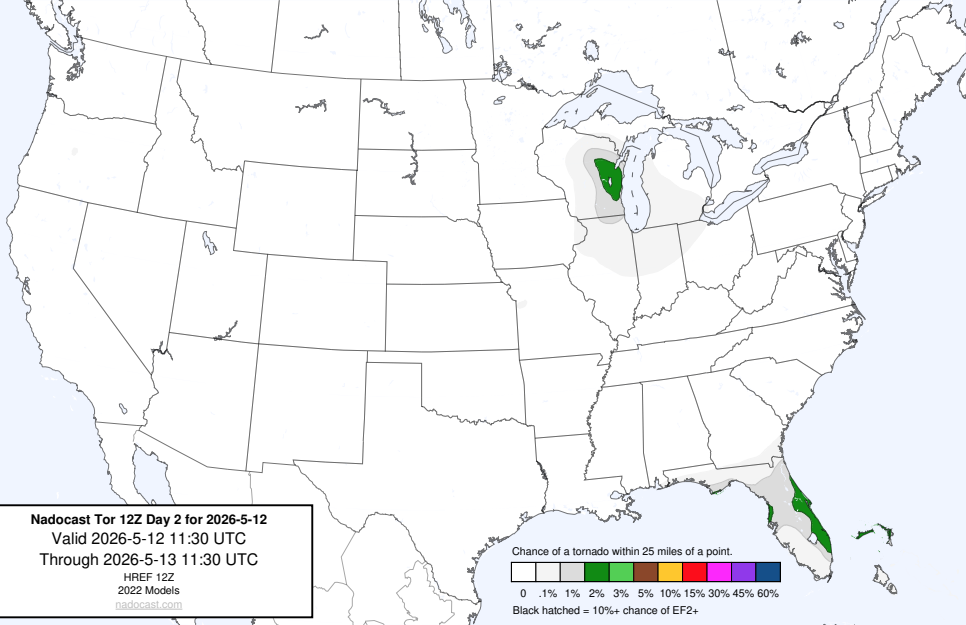 Nadocast Tor 12Z Day 2 for 2026-5-12
Valid 2026-5-12 11:30 UTC
Through 2026-5-13 11:30 UTC
HREF 12Z
2022 Models
nadocast.com
Chance of a tornado within 25 miles of a point.
0 .1% 1% 2% 3% 5% 10% 15% 30% 45% 60%
Black hatched = 10%+ chance of EF2+